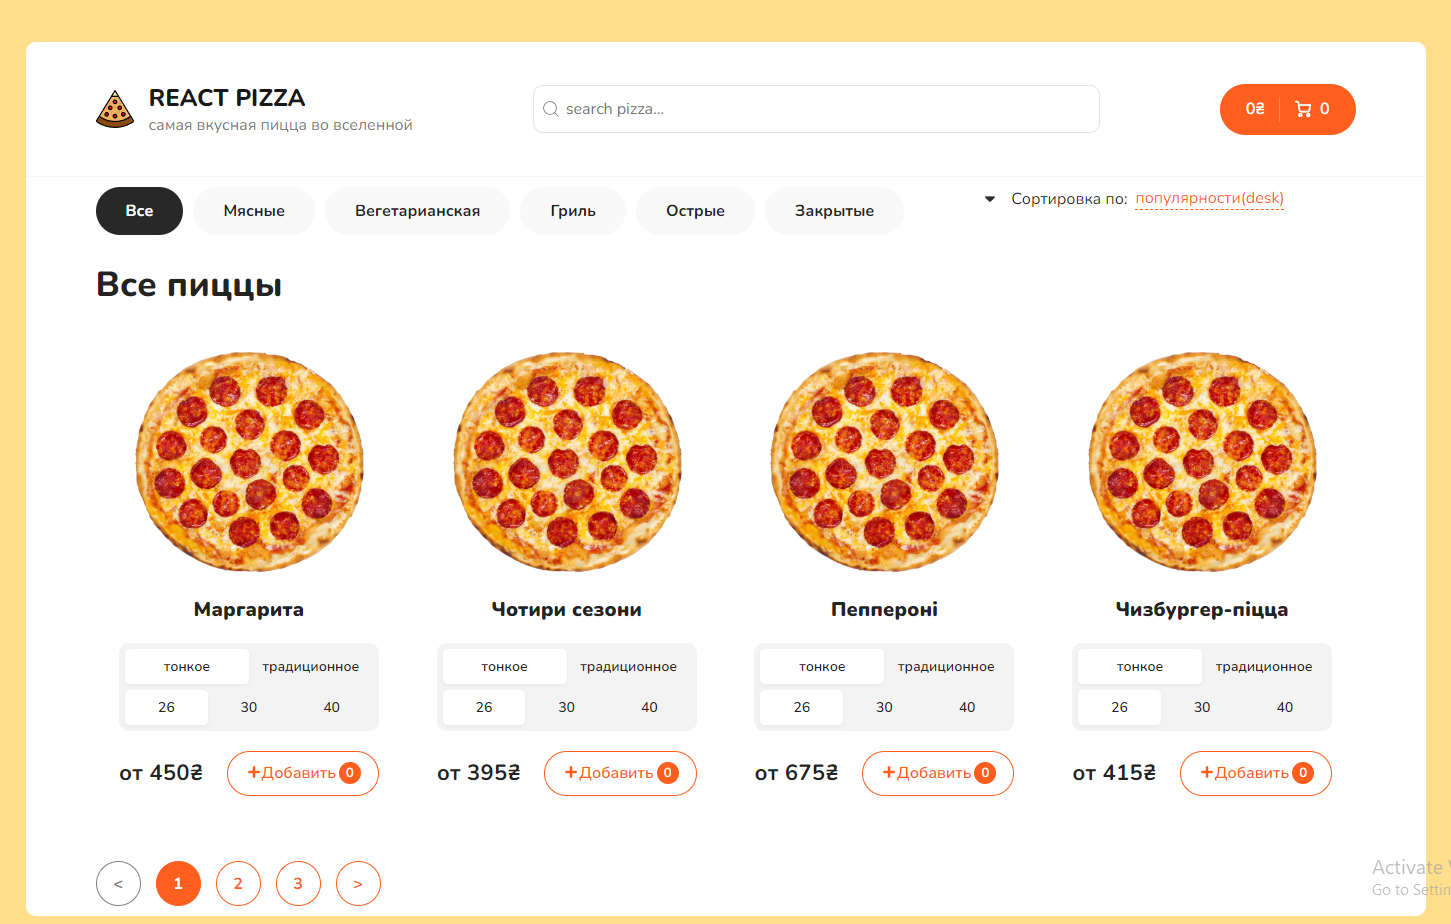 REACT PIZZA
самая вкусная пицца во вселенной
search pizza...
0₴ 0
Все Мясные Вегетарианская Гриль Острые Закрытые
Сортировка по: популярности(desk)
Все пиццы
Маргарита Чотири сезони Пеппероні Чизбургер-піцца
тонкое традиционное тонкое традиционное тонкое традиционное тонкое традиционное
26 30 40 26 30 40 26 30 40 26 30 40
от 450₴ +Добавить 0 от 395₴ +Добавить 0 от 675₴ +Добавить 0 от 415₴ +Добавить 0
< 1 2 3 >
Activate
Go to Settin